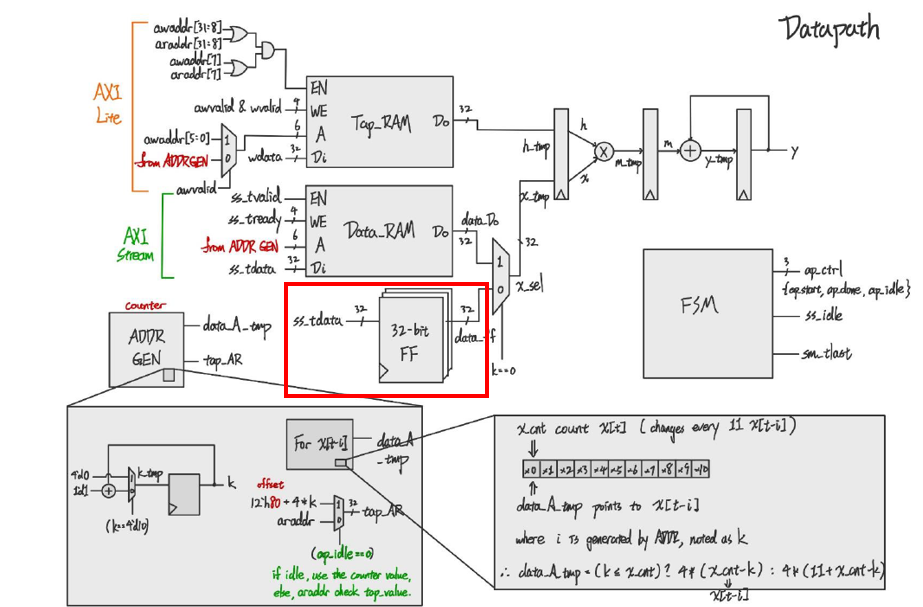 Datapath
awaddr[31:8]
araddr[31:8]
awaddr[7]
araddr[7]
AXI
Lite
EN
awvalid & wvalid
4
WE
Tap_RAM
Do
32
6
A
awaddr[5:0]
1
from ADDRGEN
0
wdata
32
Di
awvalid
h
h_tmp
x
x_tmp
X
m_tmp
m
+
y_tmp
y
AXI
Stream
ss_tvalid
EN
ss_tready
4
WE
Data_RAM
Do
data_Do
32
from ADDR GEN
6
A
ss_tdata
32
Di
1
0
32
x_sel
k==0
ss_tdata
32
32-bit
FF
32
data_ff
counter
ADDR
GEN
data_A_tmp
tap_AR
FSM
3
ap_ctrl
{ap_start, ap_done, ap_idle}
ss_idle
sm_tlast
4'd0
1'd1
+
1
0
k_tmp
k
(k==4'd10)
For x[t-i]
data_A
_tmp
offset
12'h80 + 4*k
araddr
1
0
32
tap_AR
(ap_idle==0)
if idle, use the counter value,
else, araddr check tap_value.
x_cnt count x[t] ( changes every 11 x[t-i] )
x0 x1 x2 x3 x4 x5 x6 x7 x8 x9 x10
data_A_tmp points to x[t-i]
where i is generated by ADDR, noted as k
∴ data_A_tmp = (k ≤ x_cnt) ? 4*(x_cnt-k) : 4*(11+x_cnt-k)
x[t-i]